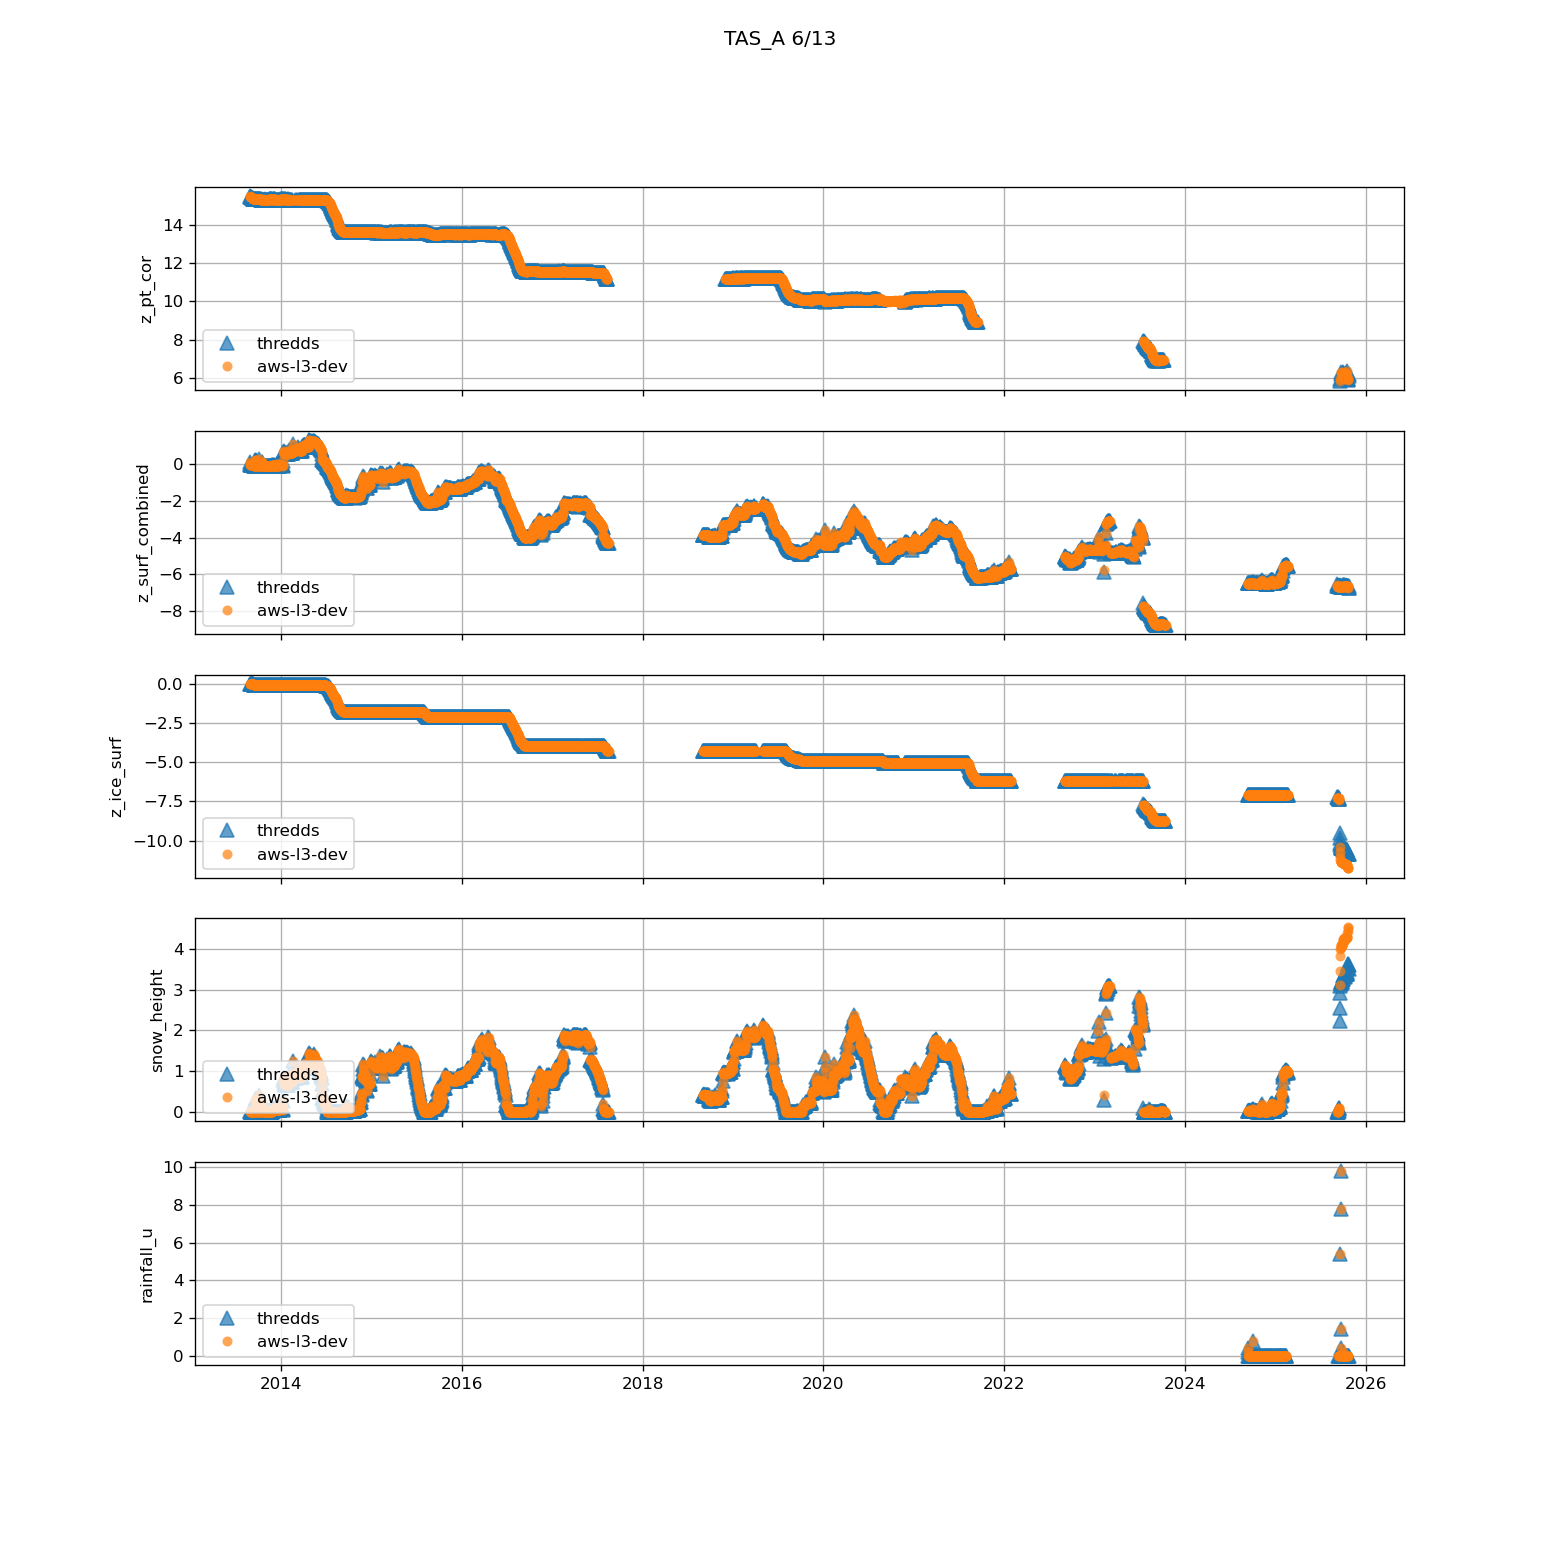 TAS_A 6/13
z_pt_cor
14
12
10
8
6
thredds
aws-l3-dev
z_surf_combined
0
−2
−4
−6
−8
thredds
aws-l3-dev
z_ice_surf
0.0
−2.5
−5.0
−7.5
−10.0
thredds
aws-l3-dev
snow_height
4
3
2
1
0
thredds
aws-l3-dev
rainfall_u
10
8
6
4
2
0
thredds
aws-l3-dev
2014 2016 2018 2020 2022 2024 2026